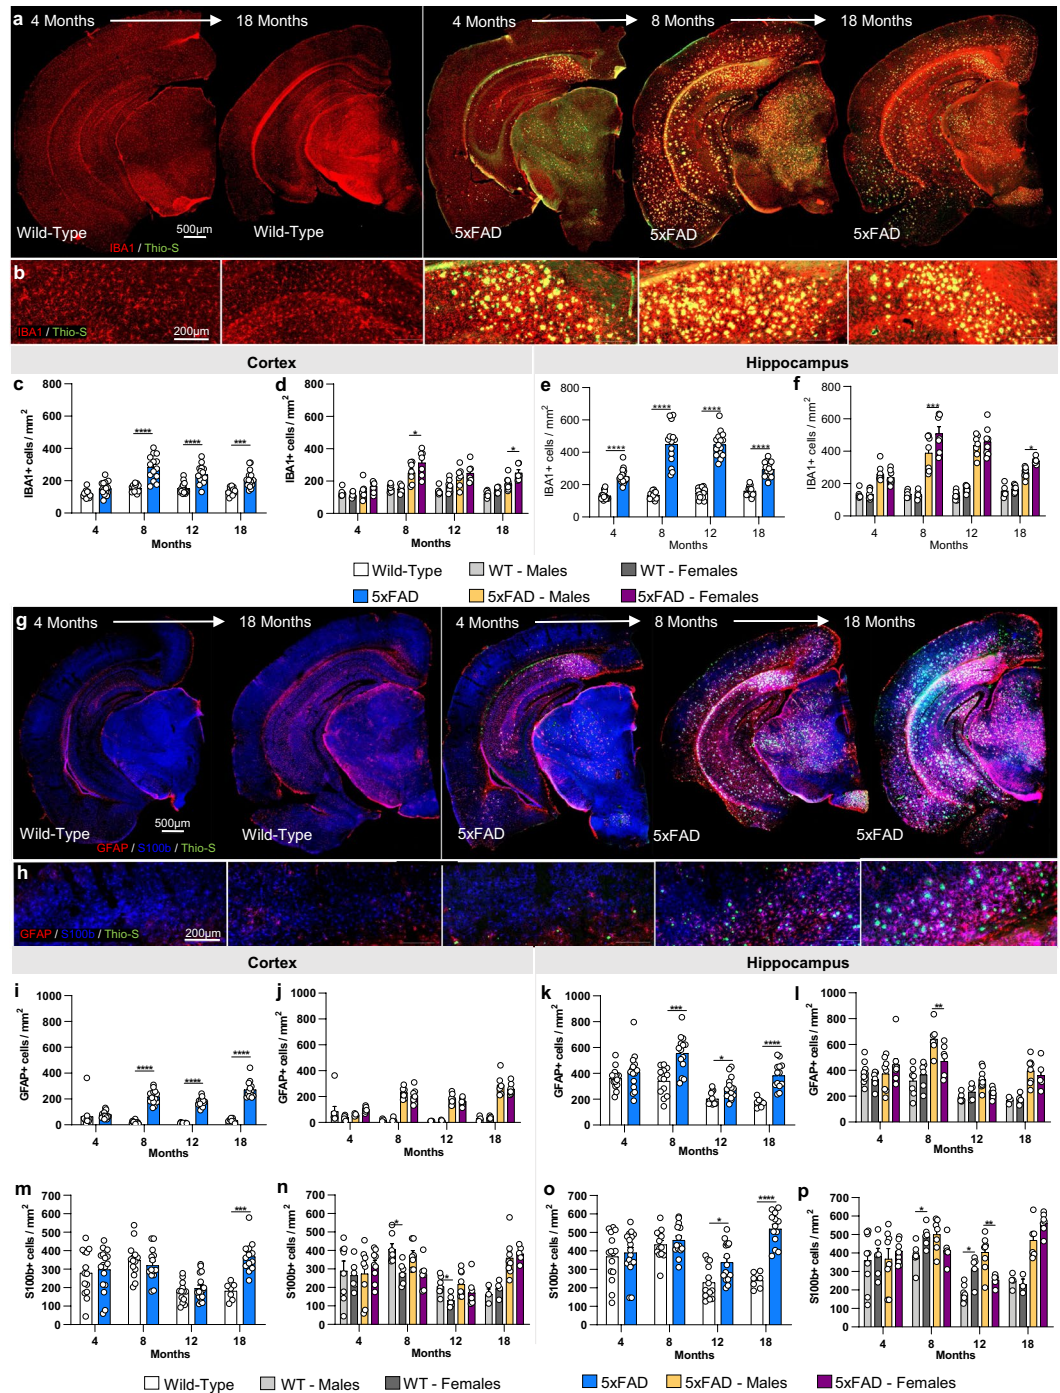 a 4 Months 18 Months 4 Months 8 Months 18 Months
Wild-Type 500µm Wild-Type 5xFAD 5xFAD 5xFAD
IBA1 / Thio-S
b
IBA1 / Thio-S 200µm
Cortex Hippocampus
c d e f
IBA1+ cells / mm2 IBA1+ cells / mm2 IBA1+ cells / mm2 IBA1+ cells / mm2
800 800 800 800
600 600 600 600
400 400 400 400
200 200 200 200
0 0 0 0
**** **** *** * * **** **** **** **** *** *
4 8 12 18 4 8 12 18 4 8 12 18 4 8 12 18
Months Months Months Months
Wild-Type WT - Males WT - Females
5xFAD 5xFAD - Males 5xFAD - Females
g 4 Months 18 Months 4 Months 8 Months 18 Months
Wild-Type 500µm Wild-Type 5xFAD 5xFAD 5xFAD
GFAP / S100b / Thio-S
h
GFAP / S100b / Thio-S 200µm
Cortex Hippocampus
i j k l
GFAP+ cells / mm2 GFAP+ cells / mm2 GFAP+ cells / mm2 GFAP+ cells / mm2
1000 1000 1000 1000
800 800 800 800
600 600 600 600
400 400 400 400
200 200 200 200
0 0 0 0
**** **** **** *** * **** **
4 8 12 18 4 8 12 18 4 8 12 18 4 8 12 18
Months Months Months Months
m n o p
S100b+ cells / mm2 S100b+ cells / mm2 S100b+ cells / mm2 S100b+ cells / mm2
700 700 700 700
600 600 600 600
500 500 500 500
400 400 400 400
300 300 300 300
200 200 200 200
100 100 100 100
0 0 0 0
*** * * * **** * * **
4 8 12 18 4 8 12 18 4 8 12 18 4 8 12 18
Months Months Months Months
Wild-Type WT - Males WT - Females 5xFAD 5xFAD - Males 5xFAD - Females